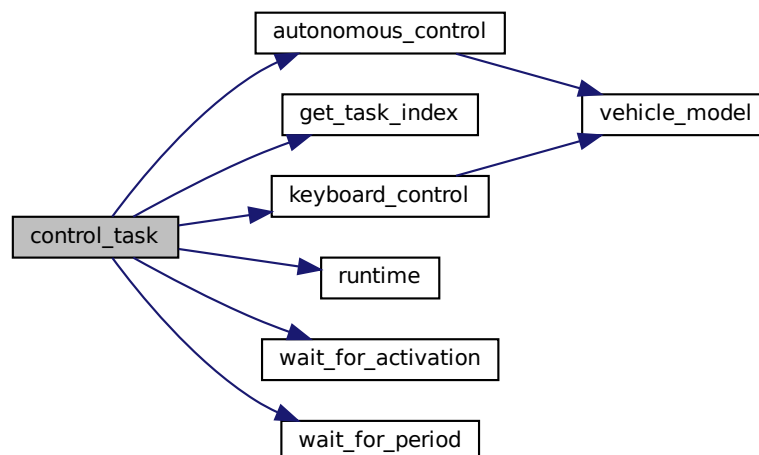 autonomous_control
get_task_index
vehicle_model
keyboard_control
control_task
runtime
wait_for_activation
wait_for_period